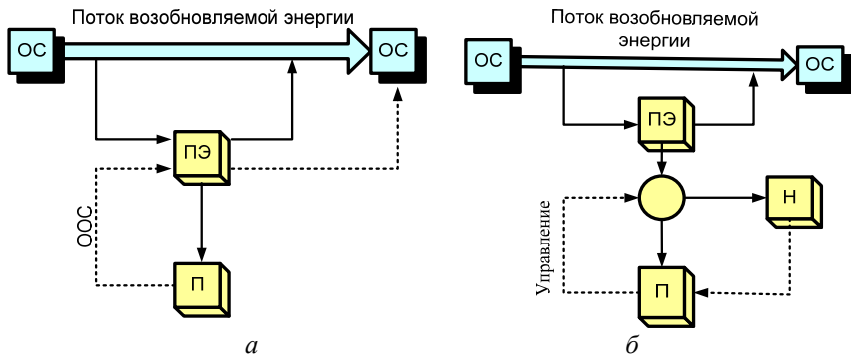 Поток возобновляемой энергии
ОС
ОС
ПЭ
ООС
П
а
Поток возобновляемой
энергии
ОС
ОС
ПЭ
Н
Управление
П
б